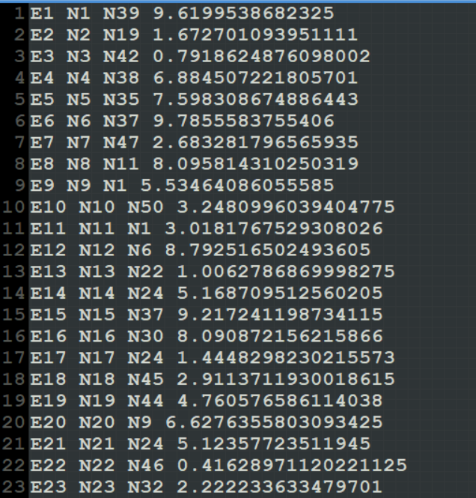 1 E1 N1 N39 9.6199538682325
2 E2 N2 N19 1.672701093951111
3 E3 N3 N42 0.7918624876098002
4 E4 N4 N38 6.884507221805701
5 E5 N5 N35 7.598308674886443
6 E6 N6 N37 9.7855583755406
7 E7 N7 N47 2.683281796565935
8 E8 N8 N11 8.095814310250319
9 E9 N9 N1 5.53464086055585
10 E10 N10 N50 3.2480996039404775
11 E11 N11 N1 3.0181767529308026
12 E12 N12 N6 8.792516502493605
13 E13 N13 N22 1.0062786869998275
14 E14 N14 N24 5.168709512560205
15 E15 N15 N37 9.217241198734115
16 E16 N16 N30 8.090872156215866
17 E17 N17 N24 1.4448298230215573
18 E18 N18 N45 2.9113711930018615
19 E19 N19 N44 4.760576586114038
20 E20 N20 N9 6.6276355803093425
21 E21 N21 N24 5.12357723511945
22 E22 N22 N46 0.41628971120221125
23 E23 N23 N32 2.222233633479701